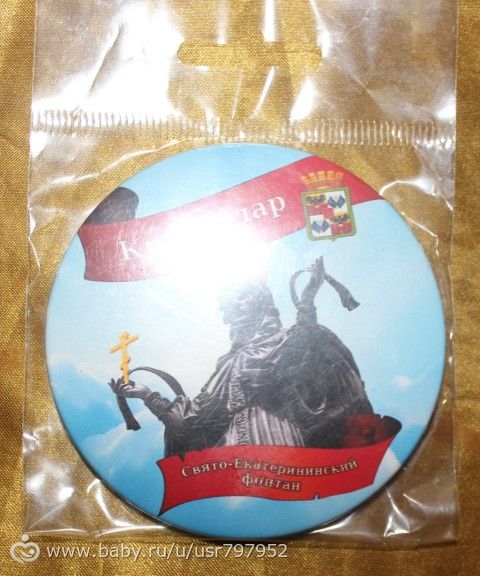 Свято-Екатерининский
фонтан
www.baby.ru/u/usr797952